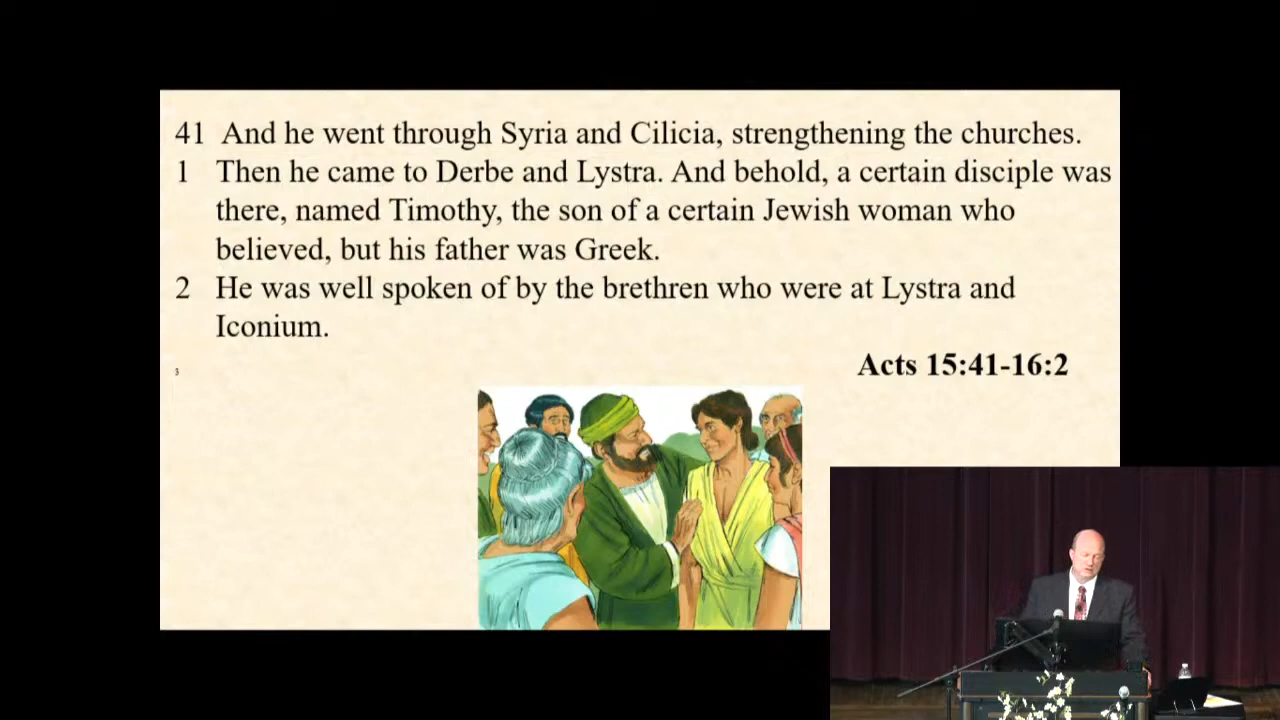 41 And he went through Syria and Cilicia, strengthening the churches.
1 Then he came to Derbe and Lystra. And behold, a certain disciple was
there, named Timothy, the son of a certain Jewish woman who
believed, but his father was Greek.
2 He was well spoken of by the brethren who were at Lystra and
Iconium.
Acts 15:41-16:2
3